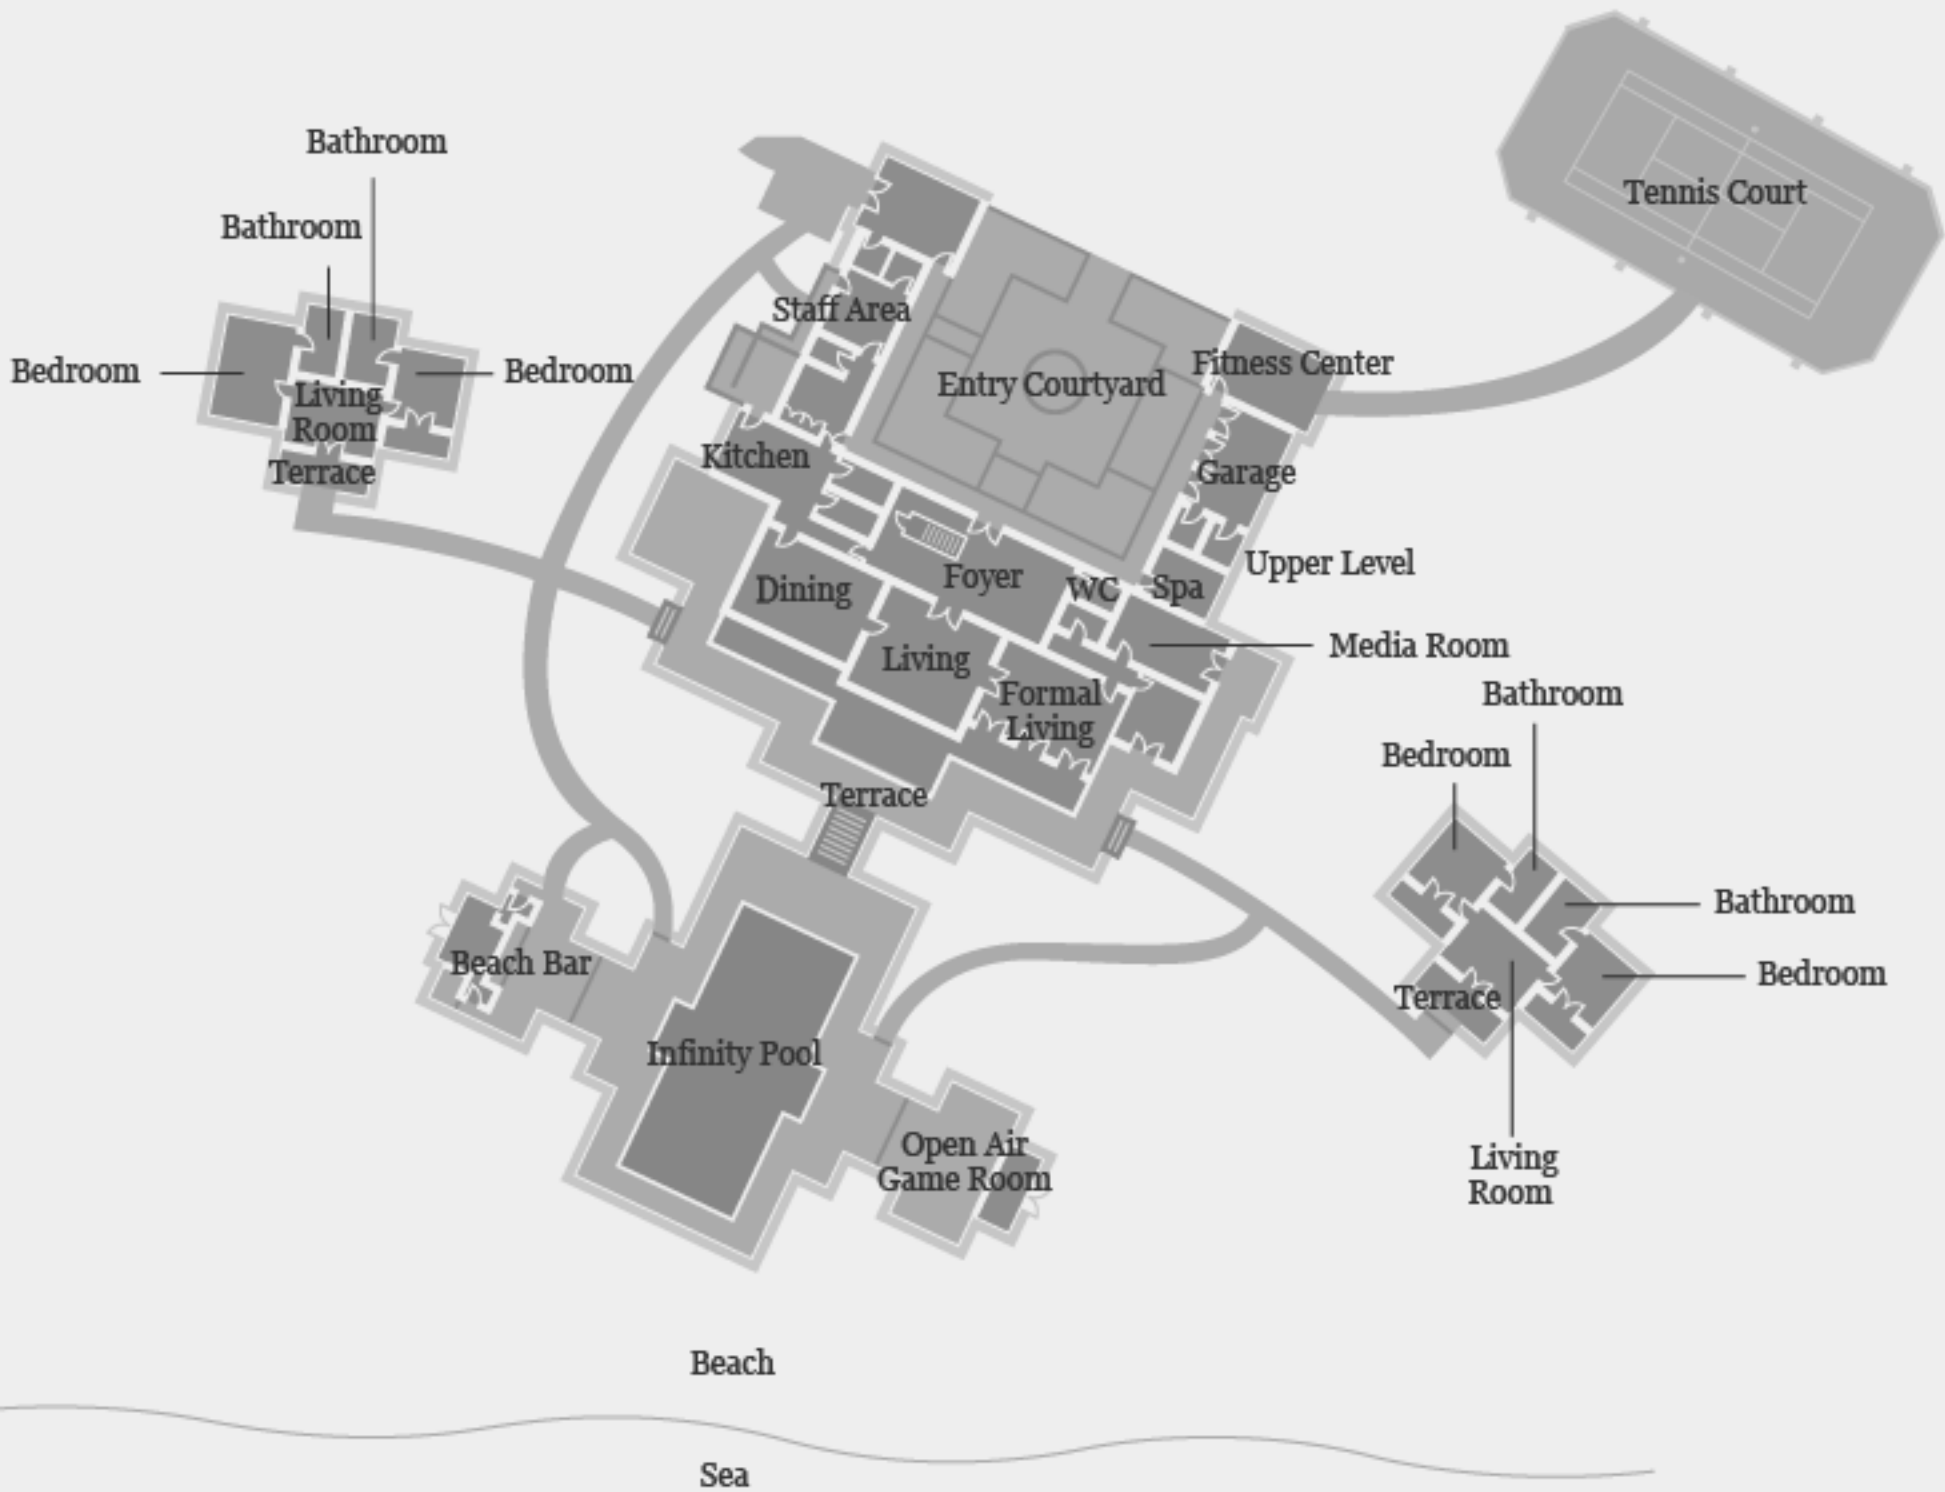 Tennis Court
Bathroom
Bathroom
Bedroom
Bedroom
Living
Room
Terrace
Staff Area
Entry Courtyard
Fitness Center
Kitchen
Garage
Upper Level
Dining
Foyer
WC
Spa
Living
Media Room
Formal
Living
Terrace
Bathroom
Bedroom
Bathroom
Bedroom
Terrace
Living
Room
Beach Bar
Infinity Pool
Open Air
Game Room
Beach
Sea